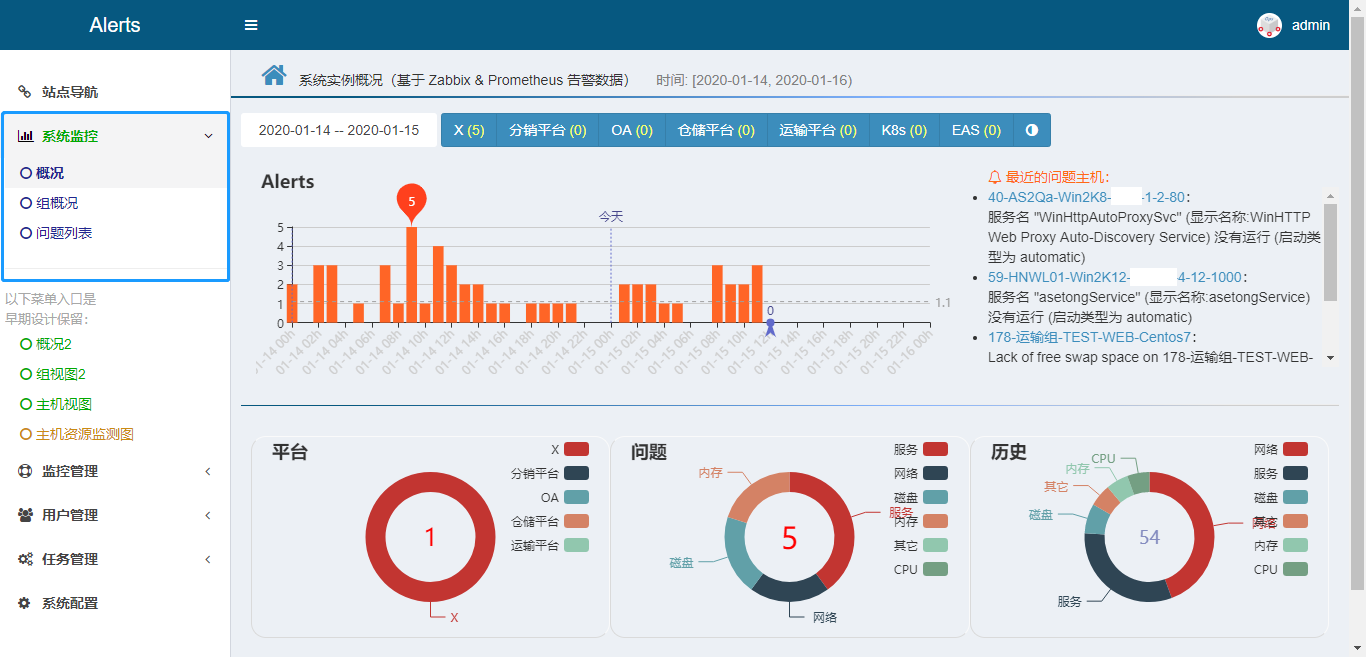 Alerts
admin
站点导航
系统监控
概况
组概况
问题列表
以下菜单入口是
早期设计保留：
概况2
组视图2
主机视图
主机资源监测图
监控管理
用户管理
任务管理
系统配置
系统实例概况（基于 Zabbix & Prometheus 告警数据） 时间: [2020-01-14, 2020-01-16)
2020-01-14 -- 2020-01-15 X (5) 分销平台 (0) OA (0) 仓储平台 (0) 运输平台 (0) K8s (0) EAS (0)
Alerts
5
今天
5
4
3
2
1
0
1.1
0
01-14 00h 01-14 02h 01-14 04h 01-14 06h 01-14 08h 01-14 10h 01-14 12h 01-14 14h 01-14 16h 01-14 18h 01-14 20h 01-14 22h 01-15 00h 01-15 02h 01-15 04h 01-15 06h 01-15 08h 01-15 10h 01-15 12h 01-15 14h 01-15 16h 01-15 18h 01-15 20h 01-15 22h 01-16 00h
最近的问题主机：
40-AS2Qa-Win2K8- -1-2-80：
服务名 "WinHttpAutoProxySvc" (显示名称:WinHTTP
Web Proxy Auto-Discovery Service) 没有运行 (启动类
型为 automatic)
59-HNWL01-Win2K12- 4-12-1000：
服务名 "asetongService" (显示名称:asetongService)
没有运行 (启动类型为 automatic)
178-运输组-TEST-WEB-Centos7：
Lack of free swap space on 178-运输组-TEST-WEB-
平台
X
分销平台
OA
仓储平台
运输平台
1
X
问题
服务
网络
磁盘
内存
其它
CPU
内存
服务
磁盘
网络
5
历史
网络
服务
磁盘
其它
内存
CPU
CPU
内存
其它
磁盘
服务
网络
54